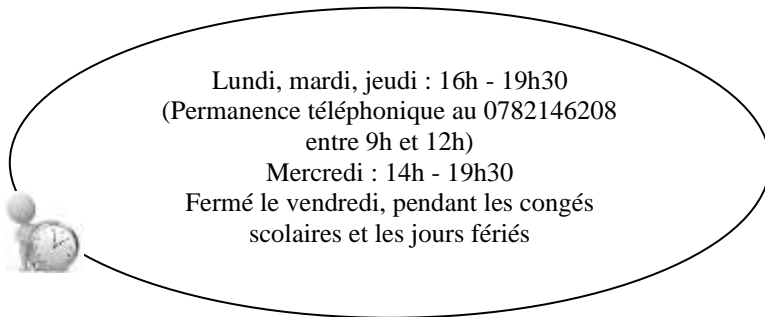 Lundi, mardi, jeudi : 16h - 19h30
(Permanence téléphonique au 0782146208
entre 9h et 12h)
Mercredi : 14h - 19h30
Fermé le vendredi, pendant les congés
scolaires et les jours fériés